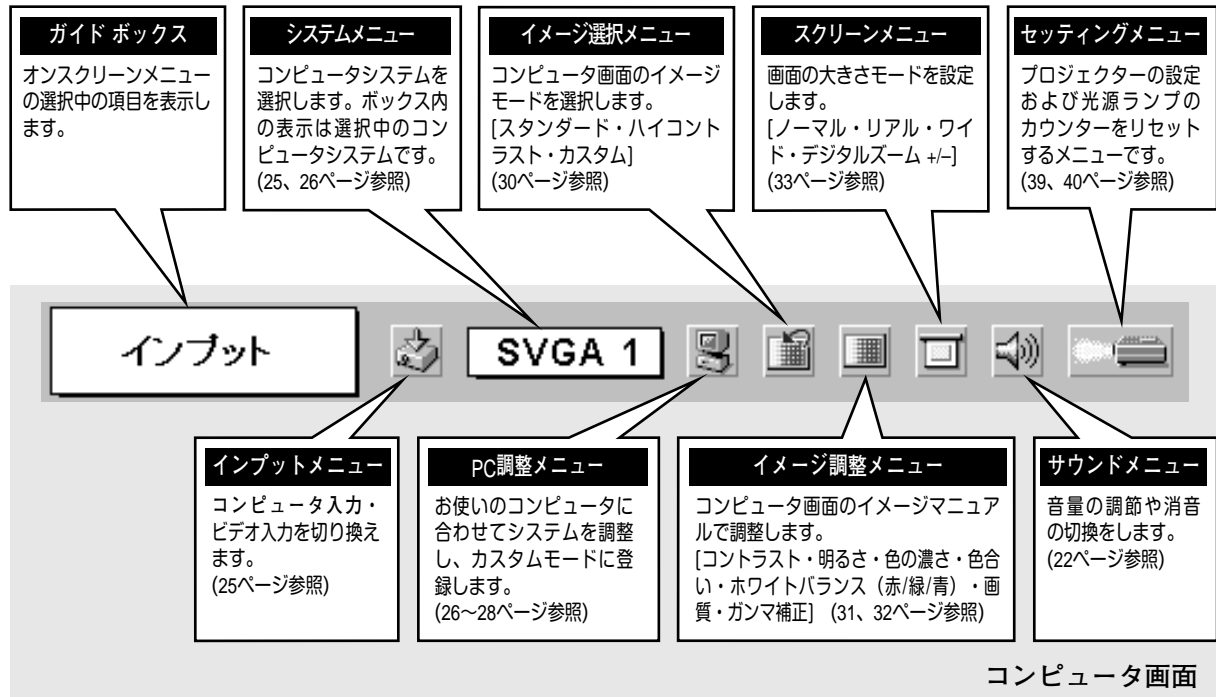 ガイド ボックス
オンスクリーンメニュー
の選択中の項目を表示し
ます。
システムメニュー
コンピュータシステムを
選択します。ボックス内
の表示は選択中のコン
ピュータシステムです。
(25、26ページ参照)
イメージ選択メニュー
コンピュータ画面のイメージ
モードを選択します。
[スタンダード・ハイコント
ラスト・カスタム]
(30ページ参照)
スクリーンメニュー
画面の大きさモードを設定
します。
[ノーマル・リアル・ワイ
ド・デジタルズーム +/–]
(33ページ参照)
セッティングメニュー
プロジェクターの設定
および光源ランプの
カウンターをリセット
するメニューです。
(39、40ページ参照)
インプット
SVGA 1
インプットメニュー
コンピュータ入力・
ビデオ入力を切り換え
ます。
(25ページ参照)
PC調整メニュー
お使いのコンピュータに
合わせてシステムを調整
し、カスタムモードに登
録します。
(26〜28ページ参照)
イメージ調整メニュー
コンピュータ画面のイメージマニュア
ルで調整します。
[コントラスト・明るさ・色の濃さ・色合
い・ホワイトバランス（赤/緑/青）・画
質・ガンマ補正] (31、32ページ参照)
サウンドメニュー
音量の調節や消音
の切換をします。
(22ページ参照)
コンピュータ画面